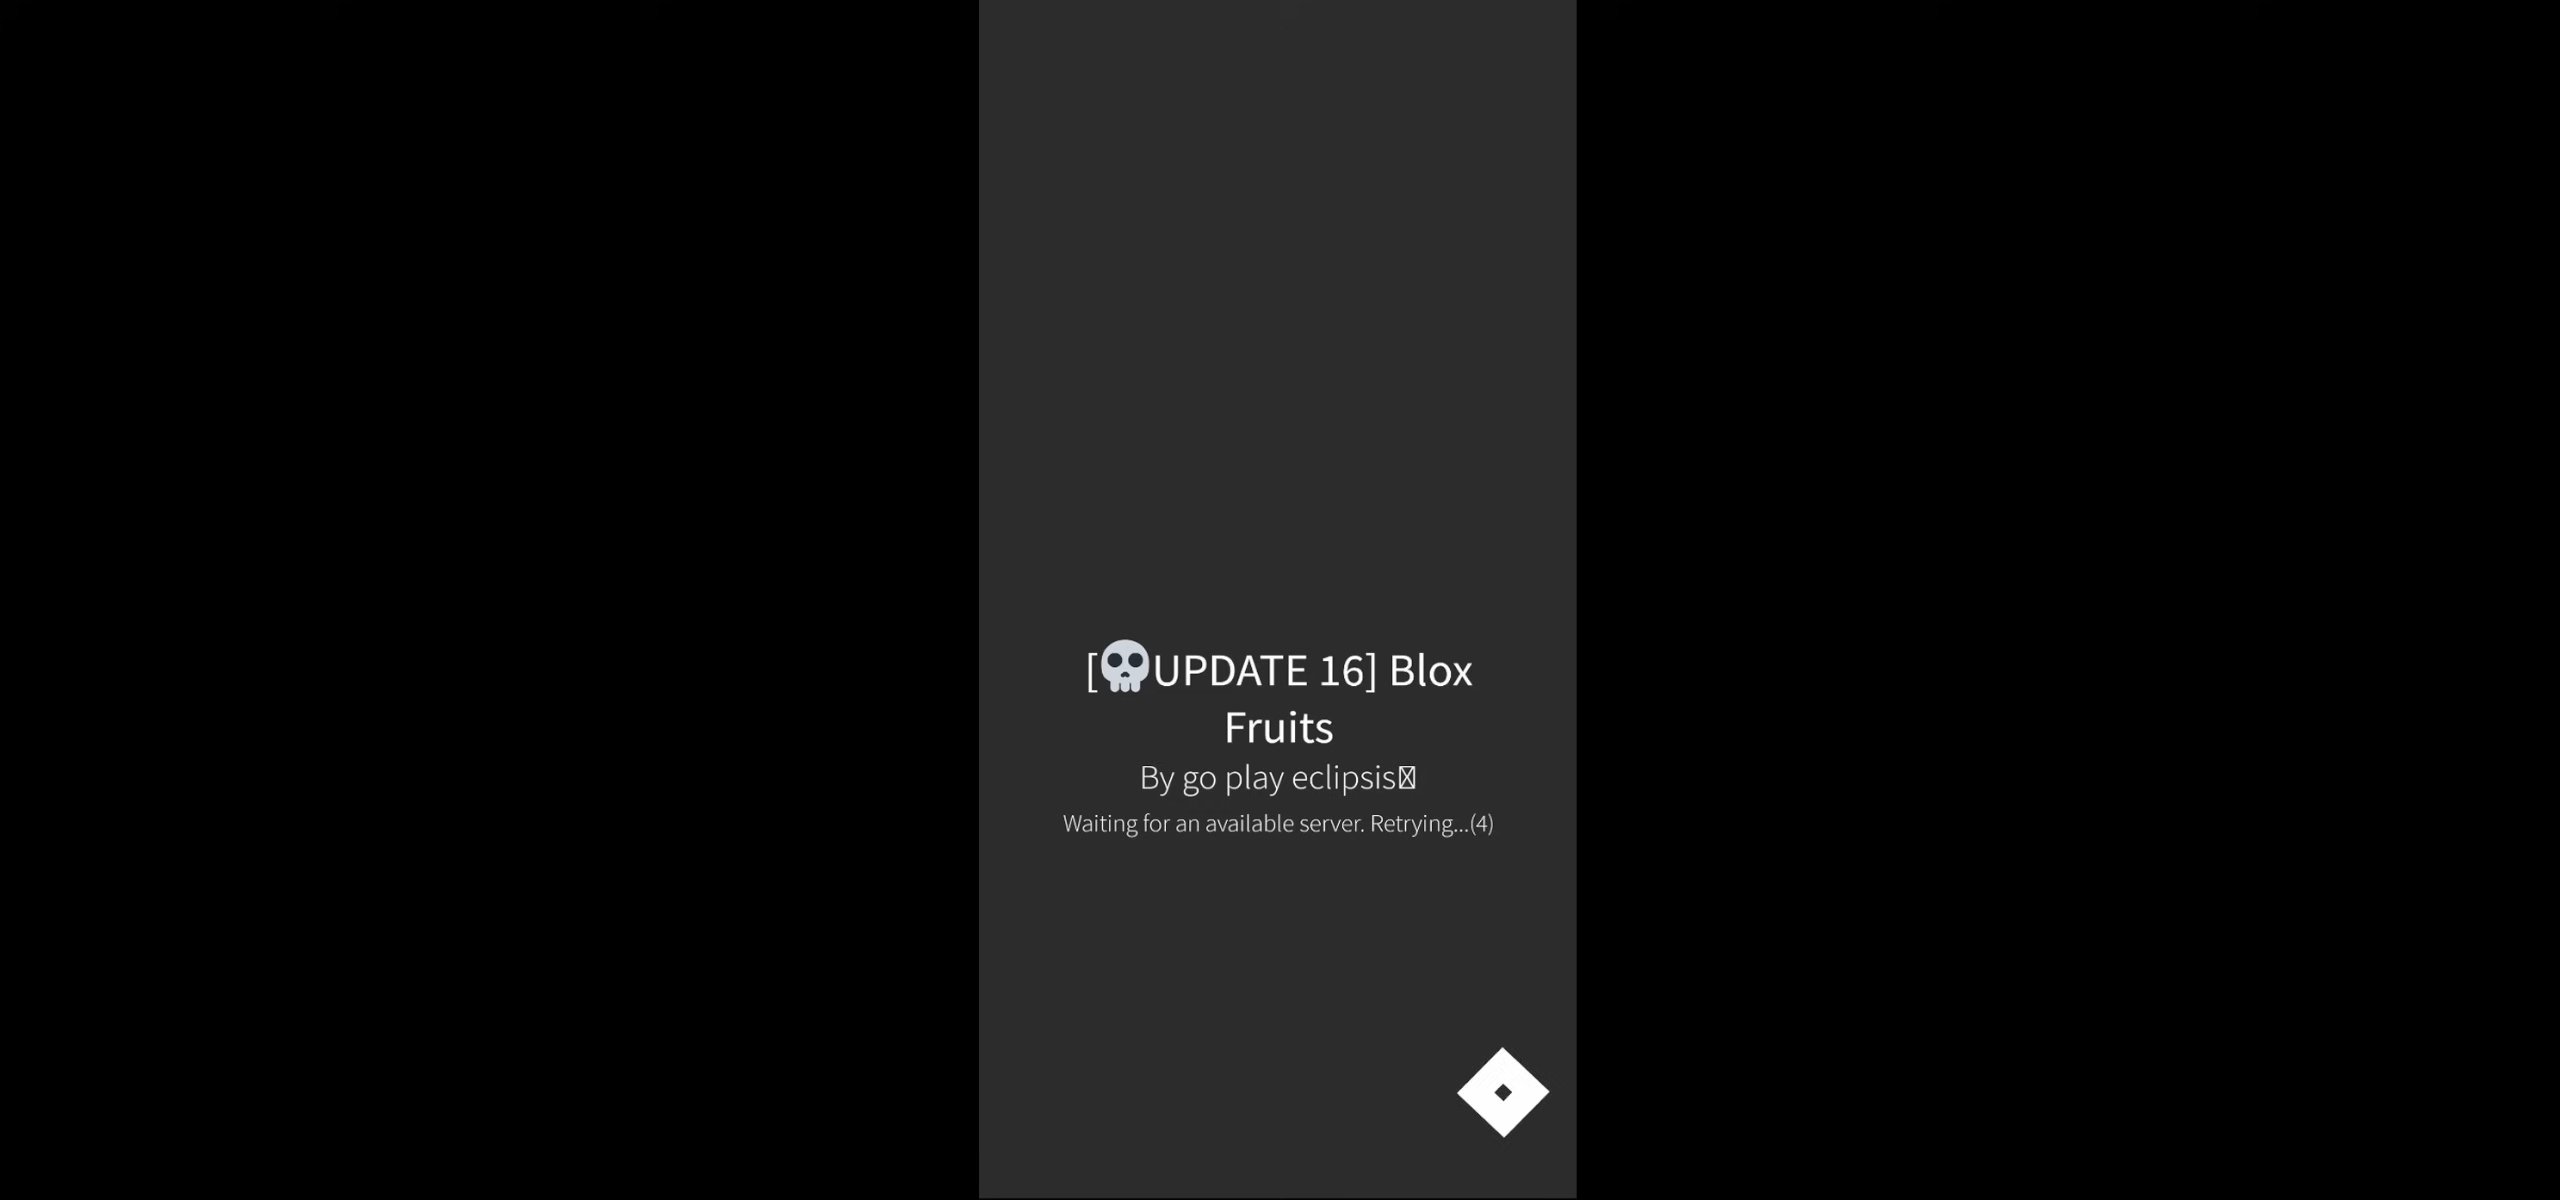 [💀UPDATE 16] Blox
Fruits
By go play eclipsis
Waiting for an available server. Retrying...(4)